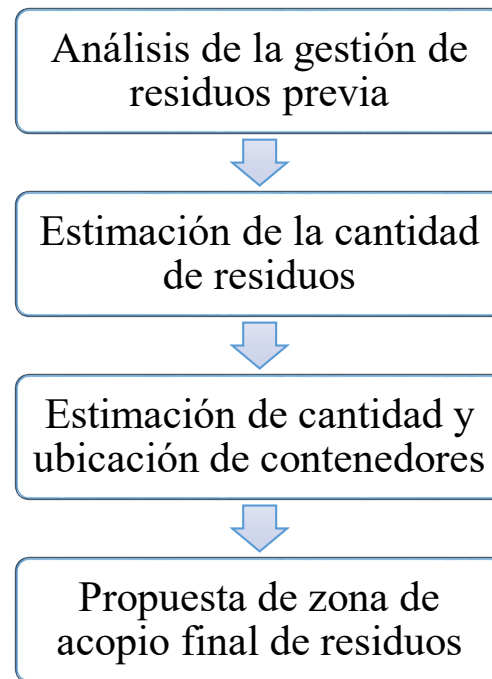 Análisis de la gestión de
residuos previa
Estimación de la cantidad
de residuos
Estimación de cantidad y
ubicación de contenedores
Propuesta de zona de
acopio final de residuos